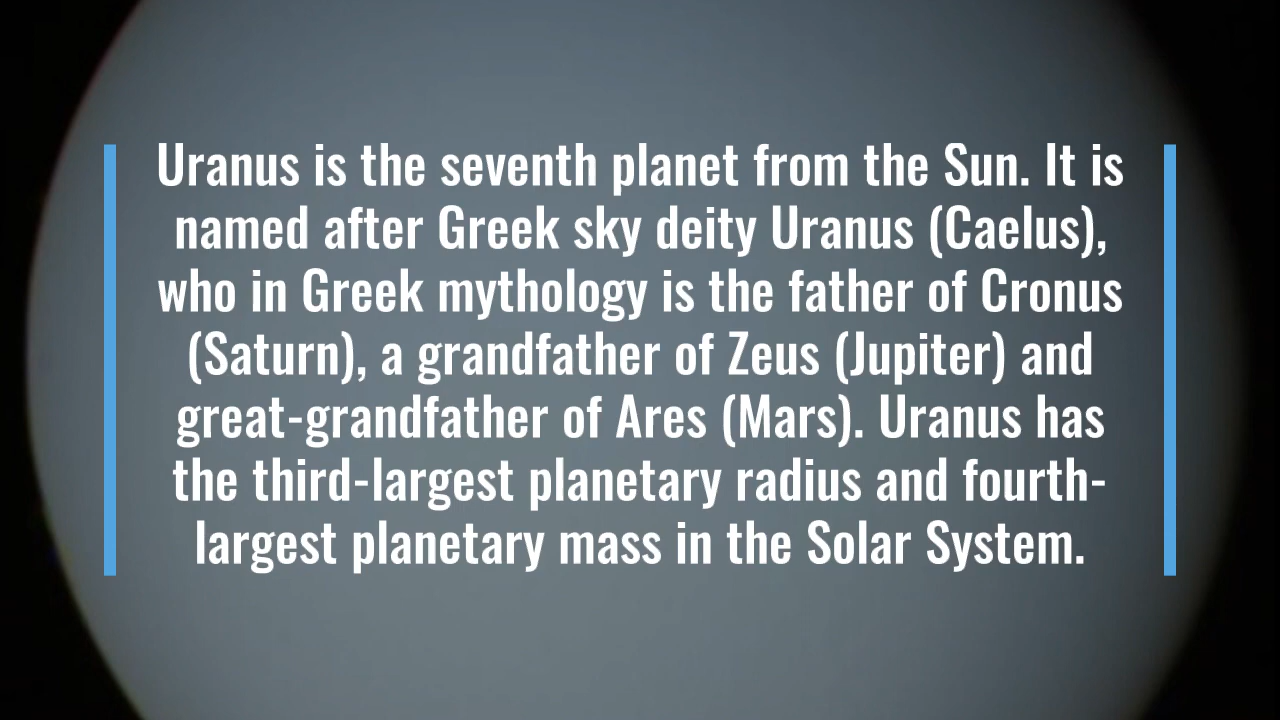 Uranus is the seventh planet from the Sun. It is
named after Greek sky deity Uranus (Caelus),
who in Greek mythology is the father of Cronus
(Saturn), a grandfather of Zeus (Jupiter) and
great-grandfather of Ares (Mars). Uranus has
the third-largest planetary radius and fourth-
largest planetary mass in the Solar System.